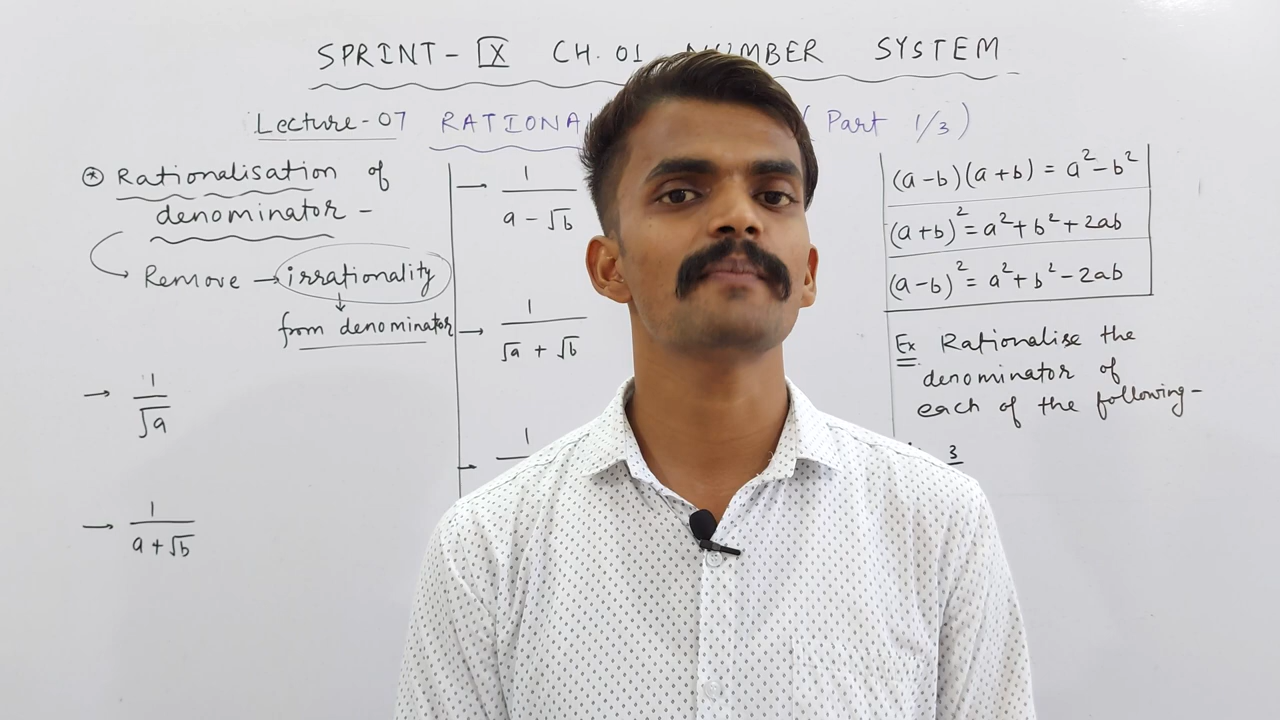 SPRINT-IX CH. 01 NUMBER SYSTEM
Lecture-07 (Part 1/3)
⊛ Rationalisation of
denominator -
Remove → irrationality
↓
from denominator
→ 1/√a
→ 1/(a+√b)
→ 1/(a-√b)
→ 1/(√a + √b)
→ 1
(a-b)(a+b) = a²-b²
(a+b)² = a²+b²+2ab
(a-b)² = a²+b²-2ab
Ex Rationalise the
denominator of
each of the following-
3